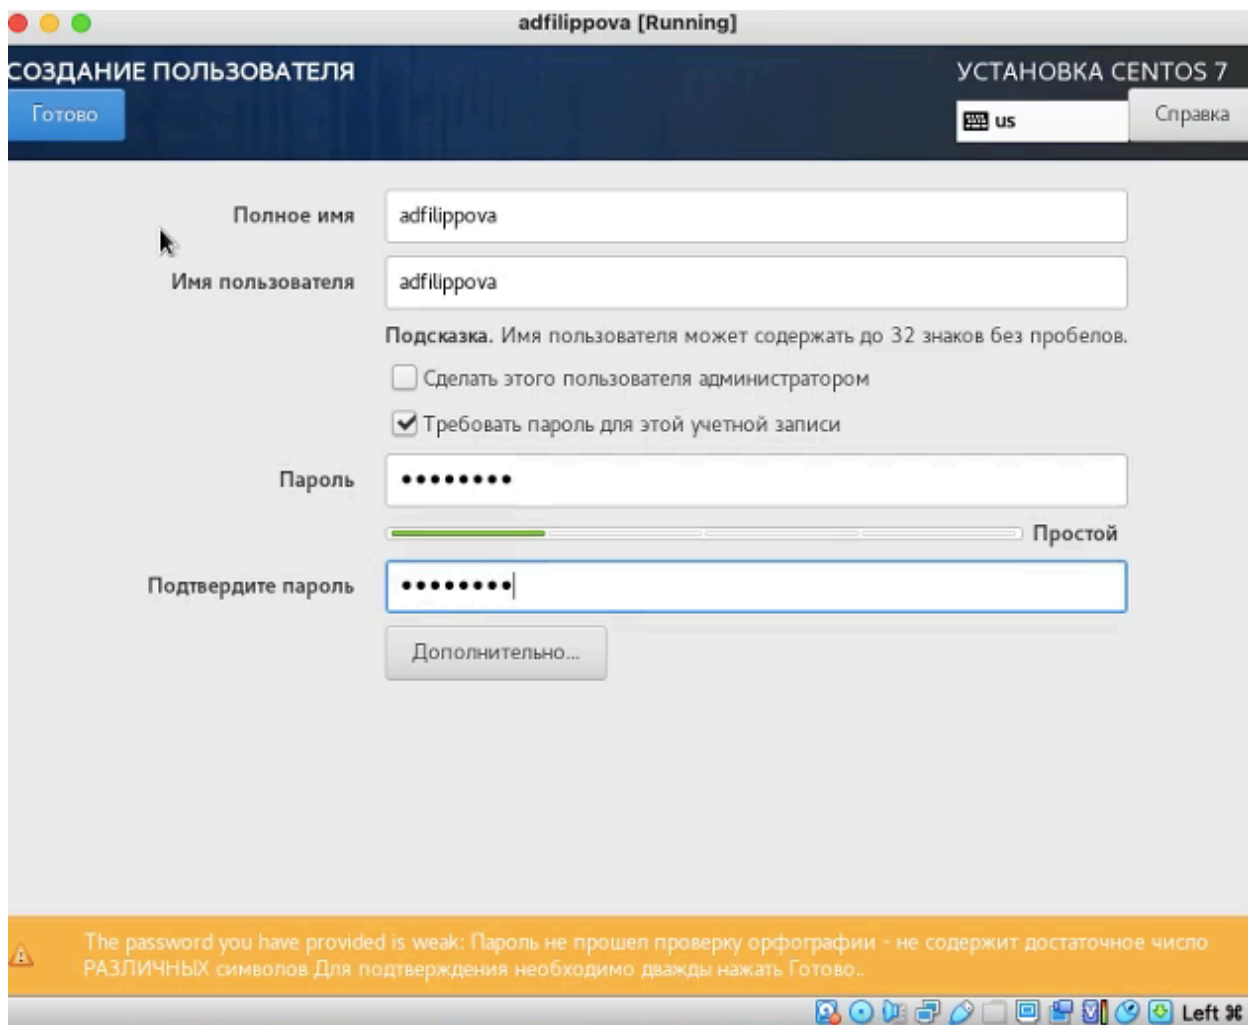 adfilippova [Running]
СОЗДАНИЕ ПОЛЬЗОВАТЕЛЯ
УСТАНОВКА CENTOS 7
Готово
us
Справка
Полное имя
adfilippova
Имя пользователя
adfilippova
Подсказка. Имя пользователя может содержать до 32 знаков без пробелов.
Сделать этого пользователя администратором
Требовать пароль для этой учетной записи
Пароль
••••••••
Простой
Подтвердите пароль
••••••••
Дополнительно...
The password you have provided is weak: Пароль не прошел проверку орфографии - не содержит достаточное число
РАЗЛИЧНЫХ символов Для подтверждения необходимо дважды нажать Готово..
Left ⌘